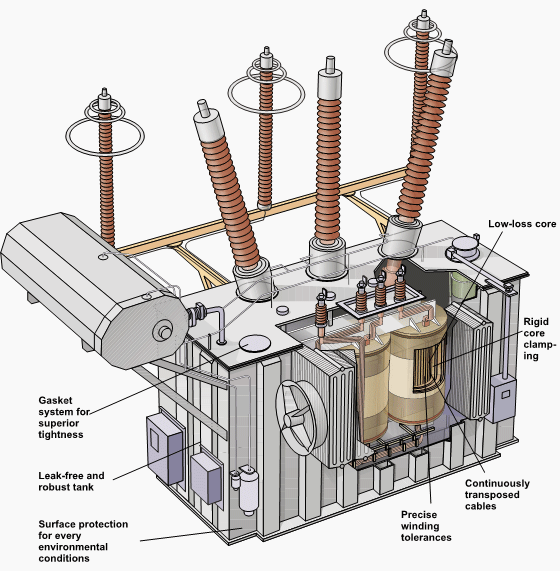 Low-loss core
Rigid
core
clamp-
ing
Gasket
system for
superior
tightness
Leak-free and
robust tank
Continuously
transposed
cables
Precise
winding
tolerances
Surface protection
for every
environmental
conditions